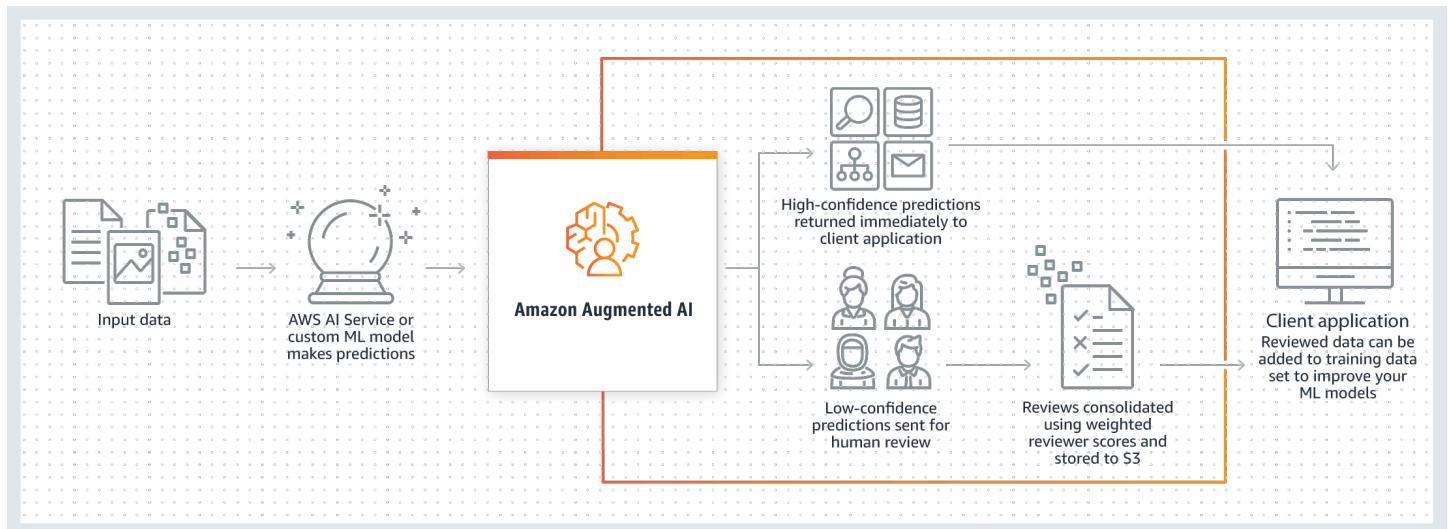 Input data
AWS AI Service or
custom ML model
makes predictions
Amazon Augmented AI
High-confidence predictions
returned immediately to
client application
Low-confidence
predictions sent for
human review
Reviews consolidated
using weighted
reviewer scores and
stored to S3
Client application
Reviewed data can be
added to training data
set to improve your
ML models